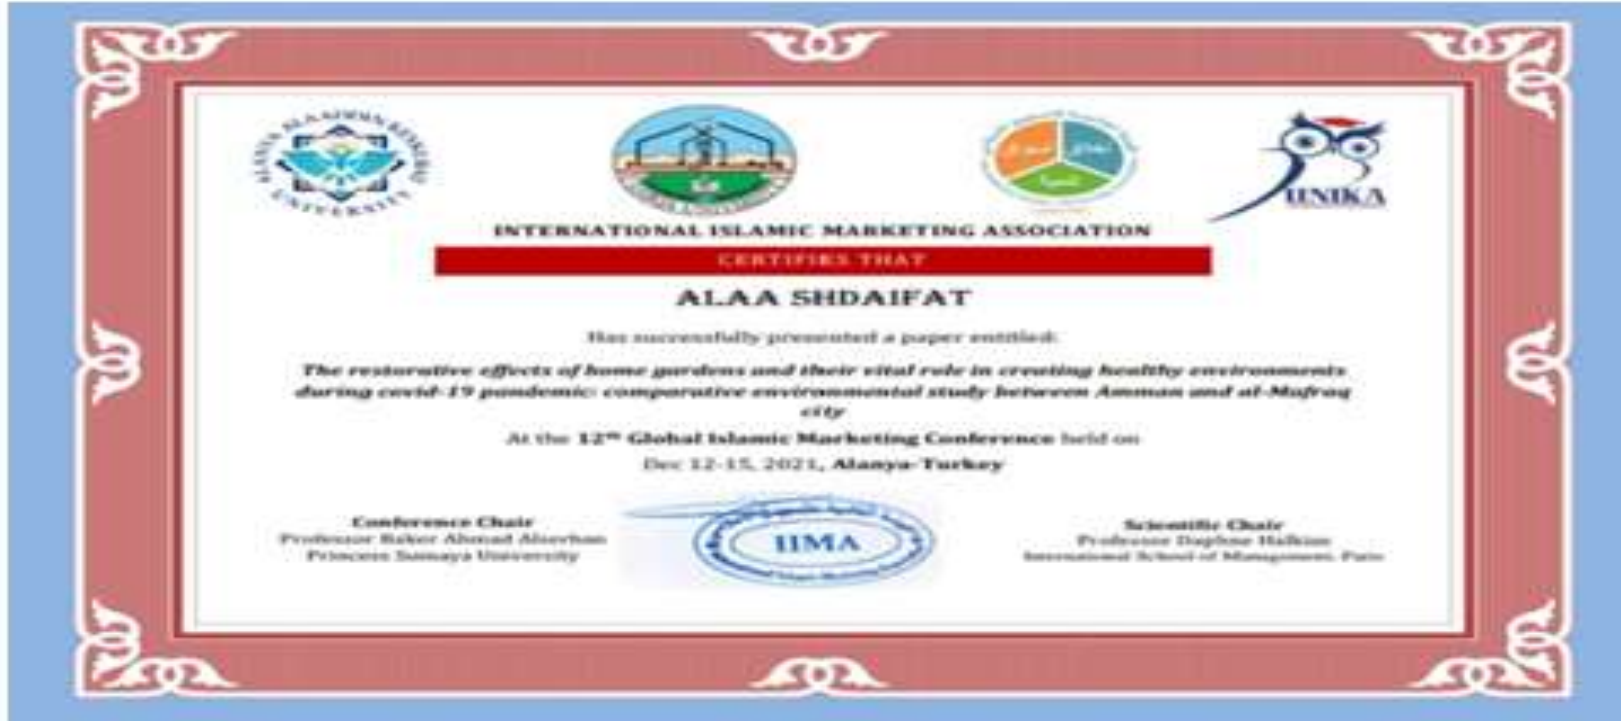 ALANYA ALAADDIN KEYKUBAT
UNIVERSITY
IINIKA
INTERNATIONAL ISLAMIC MARKETING ASSOCIATION
CERTIFIES THAT
ALAA SHDAIFAT
Has successfully presented a paper entitled:
The restorative effects of home gardens and their vital role in creating healthy environments
during covid-19 pandemic: comparative environmental study between Amman and al-Mafraq
city
At the 12th Global Islamic Marketing Conference held on
Dec 12-15, 2021, Alanya-Turkey
Conference Chair
Professor Baker Ahmad Alserhan
Princess Sumaya University
IIMA
Scientific Chair
Professor Daphne Halkias
International School of Management, Paris